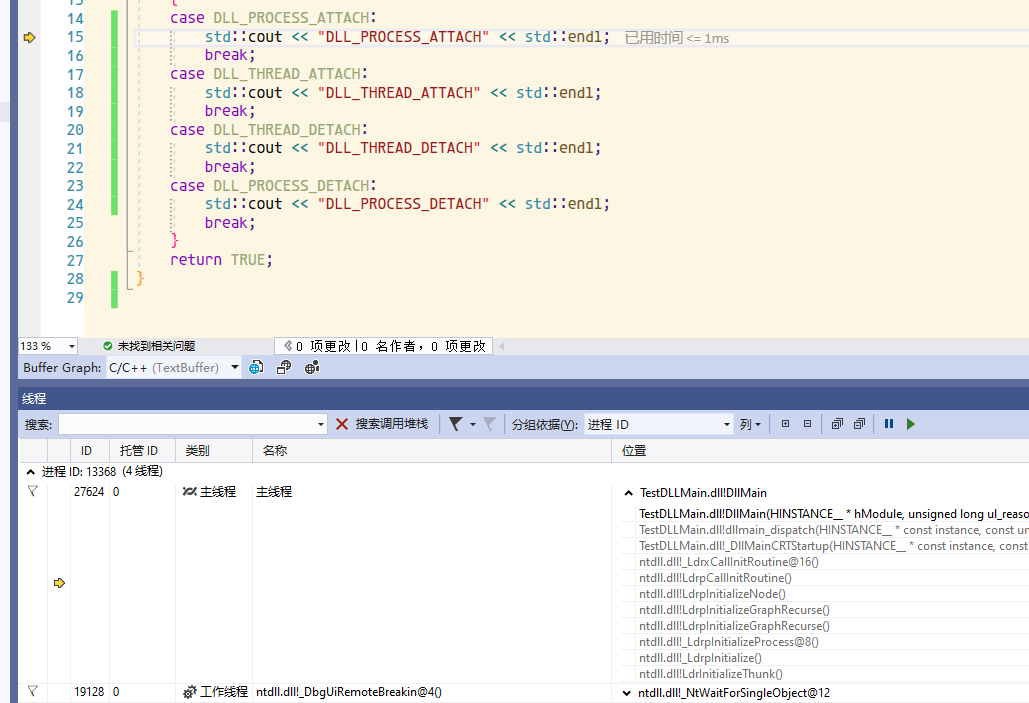 13 {
14 case DLL_PROCESS_ATTACH:
15 std::cout << "DLL_PROCESS_ATTACH" << std::endl; 已用时间 <= 1ms
16 break;
17 case DLL_THREAD_ATTACH:
18 std::cout << "DLL_THREAD_ATTACH" << std::endl;
19 break;
20 case DLL_THREAD_DETACH:
21 std::cout << "DLL_THREAD_DETACH" << std::endl;
22 break;
23 case DLL_PROCESS_DETACH:
24 std::cout << "DLL_PROCESS_DETACH" << std::endl;
25 break;
26 }
27 return TRUE;
28 }
29
133 % 未找到相关问题 0 项更改|0 名作者, 0 项更改
Buffer Graph: C/C++ (TextBuffer)
线程
搜索: 搜索调用堆栈 分组依据(Y): 进程 ID 列
ID 托管 ID 类别 名称 位置
进程 ID: 13368 (4 线程)
27624 0 主线程 主线程 TestDLLMain.dll!DllMain
TestDLLMain.dll!DllMain(HINSTANCE__ * hModule, unsigned long ul_reaso
TestDLLMain.dll!dllmain_dispatch(HINSTANCE__ * const instance, const un
TestDLLMain.dll!_DllMainCRTStartup(HINSTANCE__ * const instance, const
ntdll.dll!_LdrxCallInitRoutine@16()
ntdll.dll!LdrpCallInitRoutine()
ntdll.dll!LdrpInitializeNode()
ntdll.dll!LdrpInitializeGraphRecurse()
ntdll.dll!LdrpInitializeGraphRecurse()
ntdll.dll!_LdrpInitializeProcess@8()
ntdll.dll!_LdrpInitialize()
ntdll.dll!LdrInitializeThunk()
19128 0 工作线程 ntdll.dll!_DbgUiRemoteBreakin@4() ntdll.dll!_NtWaitForSingleObject@12